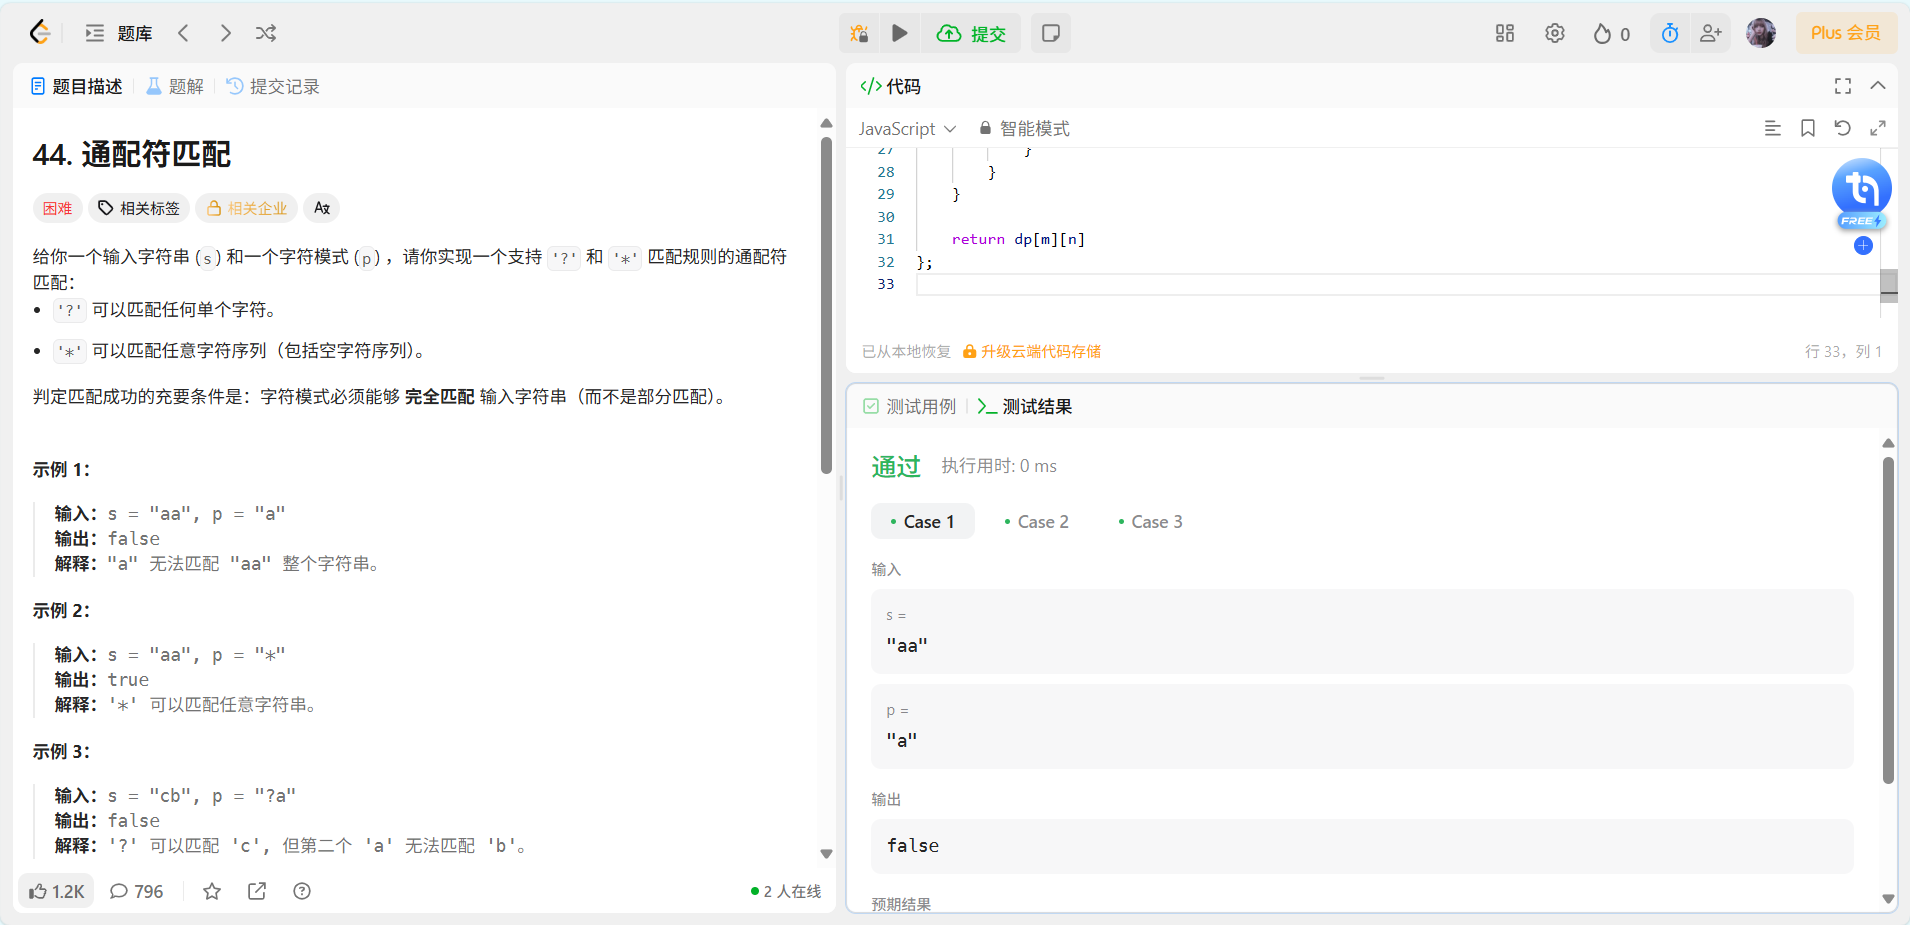 题库
提交
0
Plus 会员
题目描述
题解
提交记录
44. 通配符匹配
困难
相关标签
相关企业
给你一个输入字符串 (s) 和一个字符模式 (p) ，请你实现一个支持 '?' 和 '*' 匹配规则的通配符
匹配：
• '?' 可以匹配任何单个字符。
• '*' 可以匹配任意字符序列（包括空字符序列）。
判定匹配成功的充要条件是：字符模式必须能够 完全匹配 输入字符串（而不是部分匹配）。
示例 1：
输入：s = "aa", p = "a"
输出：false
解释："a" 无法匹配 "aa" 整个字符串。
示例 2：
输入：s = "aa", p = "*"
输出：true
解释：'*' 可以匹配任意字符串。
示例 3：
输入：s = "cb", p = "?a"
输出：false
解释：'?' 可以匹配 'c', 但第二个 'a' 无法匹配 'b'。
1.2K
796
2 人在线
</> 代码
JavaScript
智能模式
27 }
28 }
29 }
30
31 return dp[m][n]
32 };
33
FREE
已从本地恢复
升级云端代码存储
行 33，列 1
测试用例
测试结果
通过
执行用时: 0 ms
• Case 1
• Case 2
• Case 3
输入
s =
"aa"
p =
"a"
输出
false
预期结果